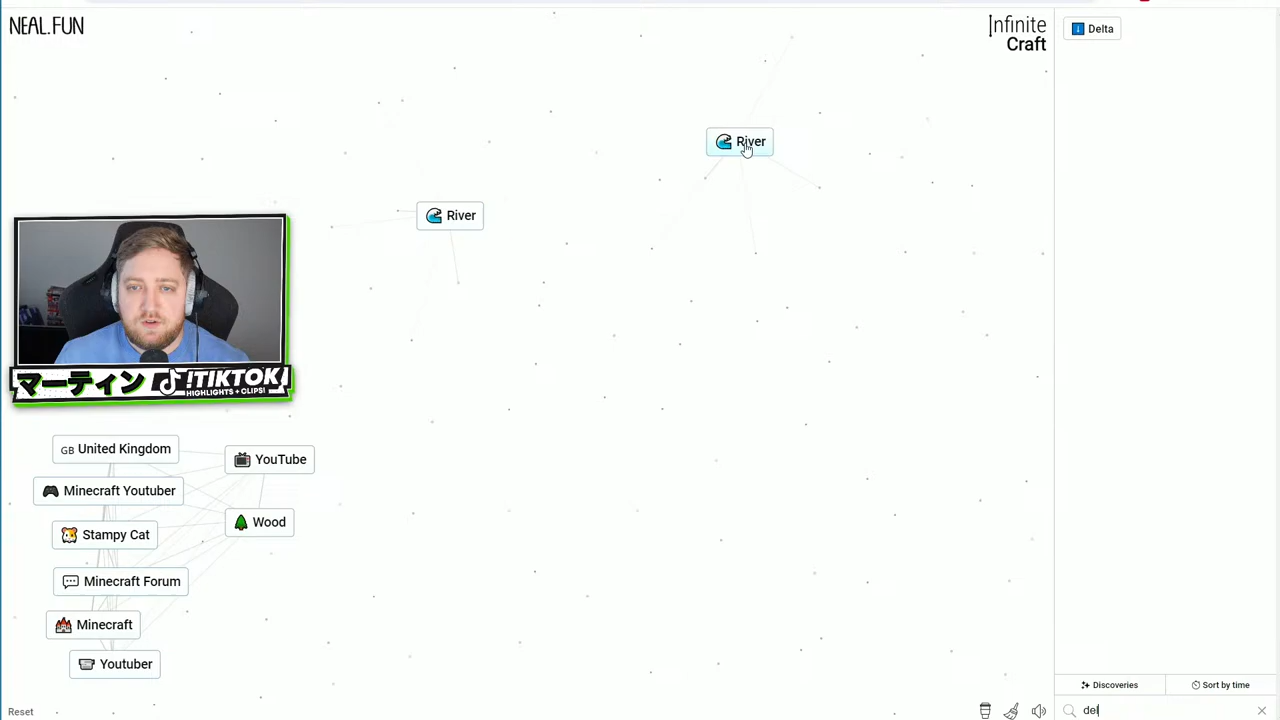 NEAL.FUN
Infinite
Craft
Delta
River
River
マーティン !TIKTOK
HIGHLIGHTS + CLIPS!
GB United Kingdom
YouTube
Minecraft Youtuber
Wood
Stampy Cat
Minecraft Forum
Minecraft
Youtuber
Discoveries
Sort by time
Reset
del